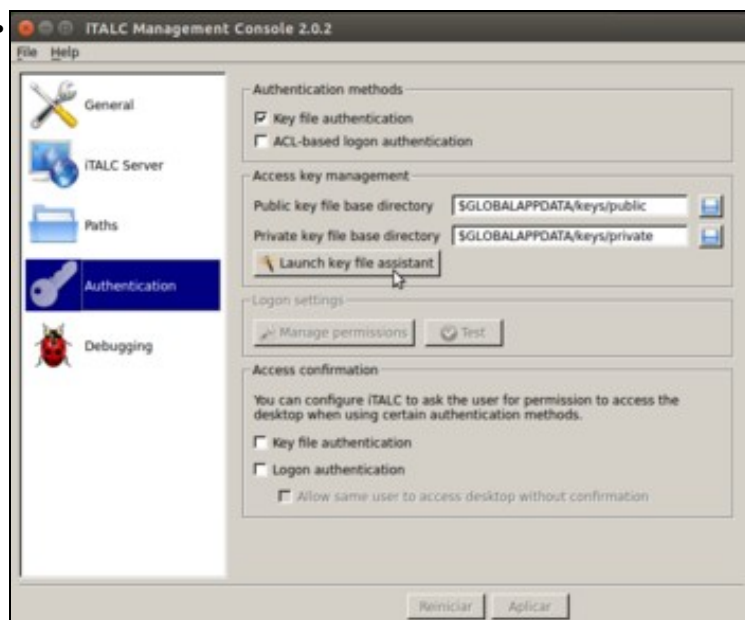 iTALC Management Console 2.0.2
File Help
General
iTALC Server
Paths
Authentication
Debugging
Authentication methods
Key file authentication
ACL-based logon authentication
Access key management
Public key file base directory $GLOBALAPPDATA/keys/public
Private key file base directory $GLOBALAPPDATA/keys/private
Launch key file assistant
Logon settings
Manage permissions Test
Access confirmation
You can configure iTALC to ask the user for permission to access the
desktop when using certain authentication methods.
Key file authentication
Logon authentication
Allow same user to access desktop without confirmation
Reiniciar Aplicar